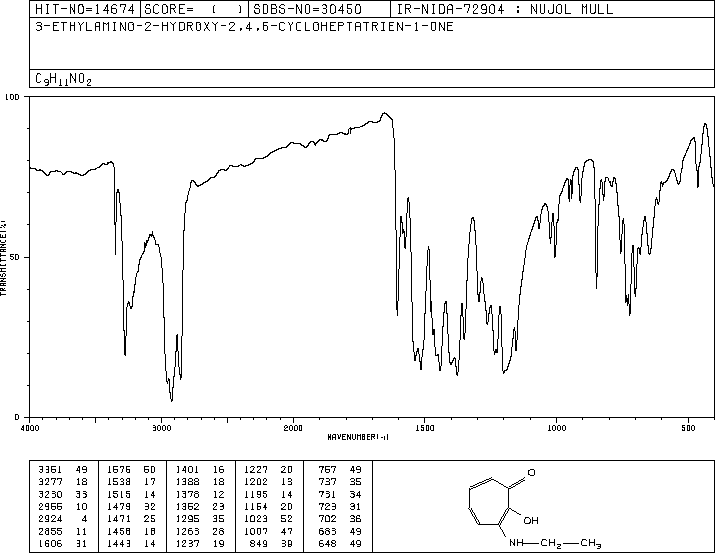 HIT-NO=14674 SCORE= ( ) SDBS-NO=30450 IR-NIDA-72904 : NUJOL MULL
3-ETHYLAMINO-2-HYDROXY-2,4,6-CYCLOHEPTATRIEN-1-ONE
C9H11NO2
100
50
0
TRANSMITTANCE(%)
4000 3000 2000 1500 1000 500
WAVENUMBER(-1)
3351 49 1576 50 1401 16 1227 20 757 49
3277 18 1538 17 1388 18 1202 13 737 35
3230 33 1515 14 1378 12 1195 14 731 34
2966 10 1479 32 1352 23 1154 20 723 31
2924 4 1471 25 1295 35 1023 52 702 36
2855 11 1458 18 1263 28 1007 47 683 49
1606 31 1443 14 1237 19 849 39 648 49
O
OH
NH CH2 CH3